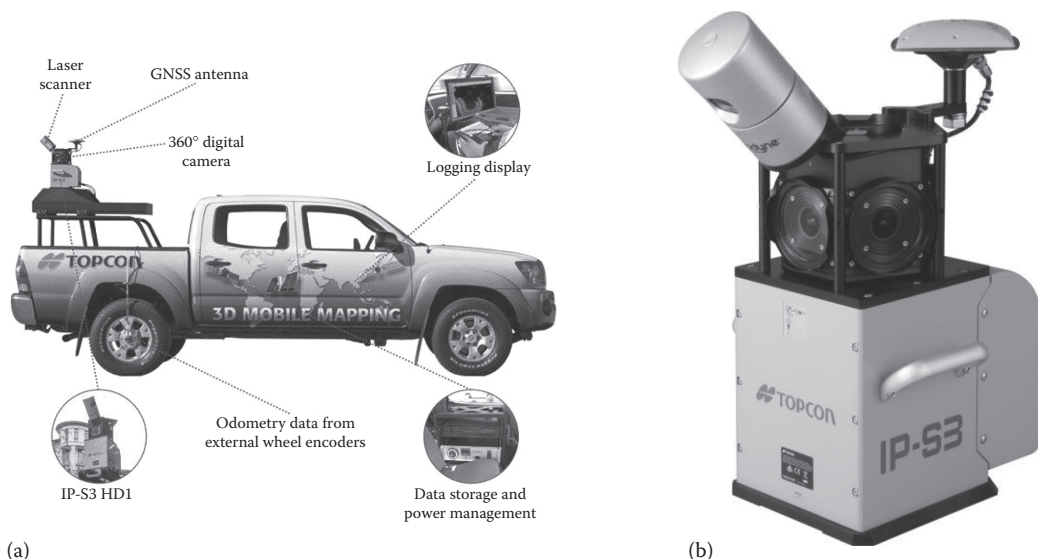 Laser
scanner
GNSS antenna
360° digital
camera
Logging display
TOPCON
3D MOBILE MAPPING
Odometry data from
external wheel encoders
IP-S3 HD1
Data storage and
power management
(a)
TOPCON
IP-S3
(b)